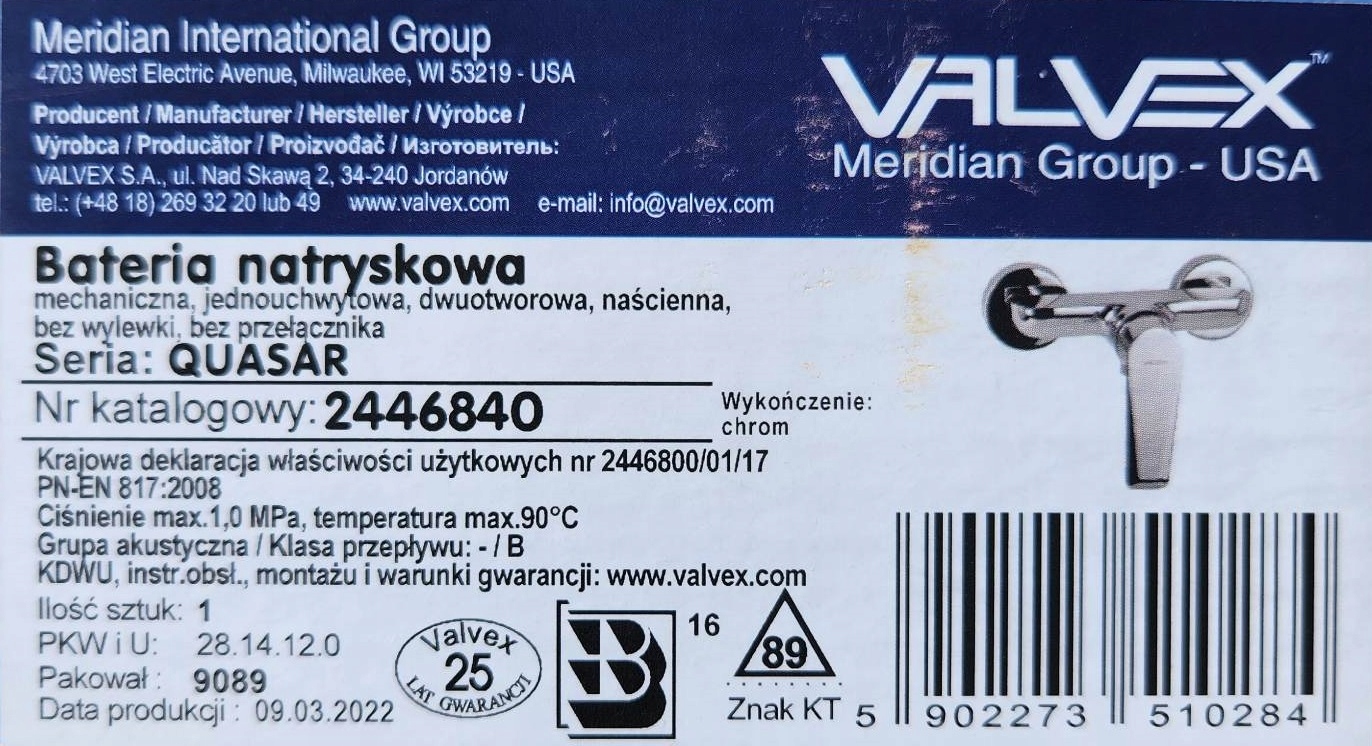 Meridian International Group
4703 West Electric Avenue, Milwaukee, WI 53219 - USA
Producent / Manufacturer / Hersteller / Výrobce /
Výrobca / Producător / Proizvođač / Изготовитель:
VALVEX S.A., ul. Nad Skawą 2, 34-240 Jordanów
tel.: (+48 18) 269 32 20 lub 49 www.valvex.com e-mail: info@valvex.com
VALVEX™
Meridian Group - USA
Bateria natryskowa
mechaniczna, jednouchwytowa, dwuotworowa, naścienna,
bez wylewki, bez przełącznika
Seria: QUASAR
Nr katalogowy: 2446840
Wykończenie:
chrom
Krajowa deklaracja właściwości użytkowych nr 2446800/01/17
PN-EN 817:2008
Ciśnienie max.1,0 MPa, temperatura max.90°C
Grupa akustyczna / Klasa przepływu: - / B
KDWU, instr.obsł., montażu i warunki gwarancji: www.valvex.com
Ilość sztuk: 1
PKW i U: 28.14.12.0
Pakował : 9089
Data produkcji : 09.03.2022
Valvex
25
LAT GWARANCJI
B
16
89
Znak KT
5 902273 510284